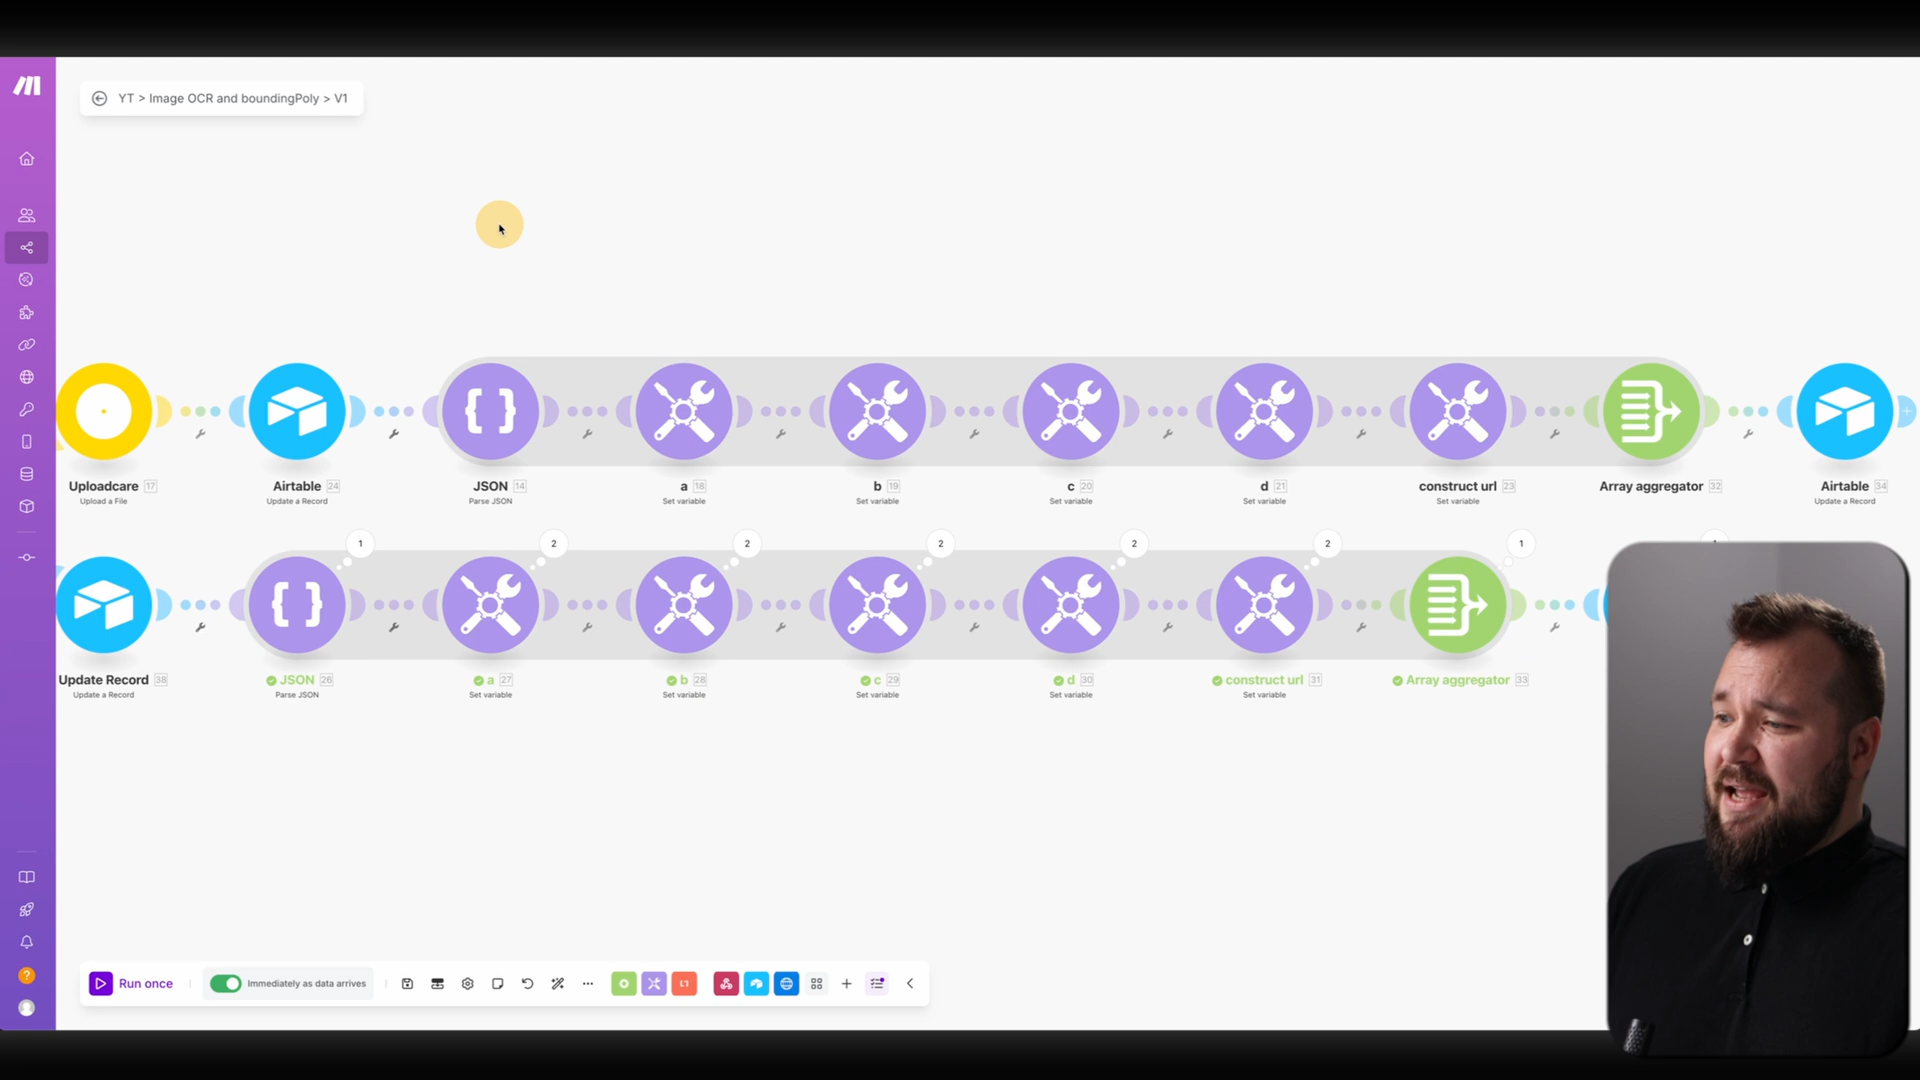 YT > Image OCR and boundingPoly > V1
Uploadcare 17
Upload a File
Airtable 24
Update a Record
JSON 14
Parse JSON
a 18
Set variable
b 19
Set variable
c 20
Set variable
d 21
Set variable
construct url 23
Set variable
Array aggregator 32
Airtable 34
Update a Record
1
2
2
2
2
2
1
Update Record 38
Update a Record
JSON 26
Parse JSON
a 27
Set variable
b 28
Set variable
c 29
Set variable
d 30
Set variable
construct url 31
Set variable
Array aggregator 33
?
Run once
Immediately as data arrives